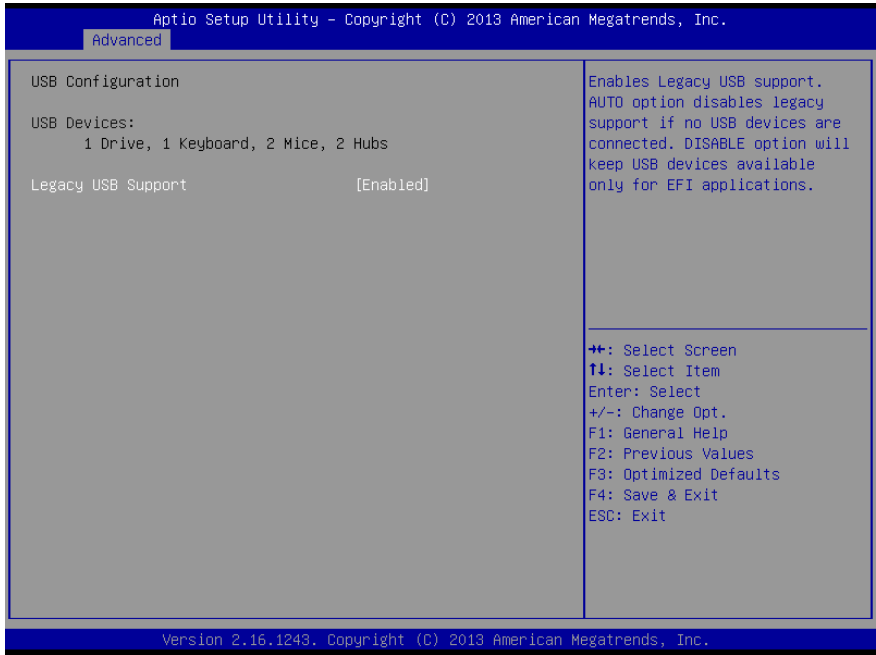 Aptio Setup Utility – Copyright (C) 2013 American Megatrends, Inc.
Advanced
USB Configuration
USB Devices:
1 Drive, 1 Keyboard, 2 Mice, 2 Hubs
Legacy USB Support [Enabled]
Enables Legacy USB support.
AUTO option disables legacy
support if no USB devices are
connected. DISABLE option will
keep USB devices available
only for EFI applications.
→←: Select Screen
↑↓: Select Item
Enter: Select
+/-: Change Opt.
F1: General Help
F2: Previous Values
F3: Optimized Defaults
F4: Save & Exit
ESC: Exit
Version 2.16.1243. Copyright (C) 2013 American Megatrends, Inc.